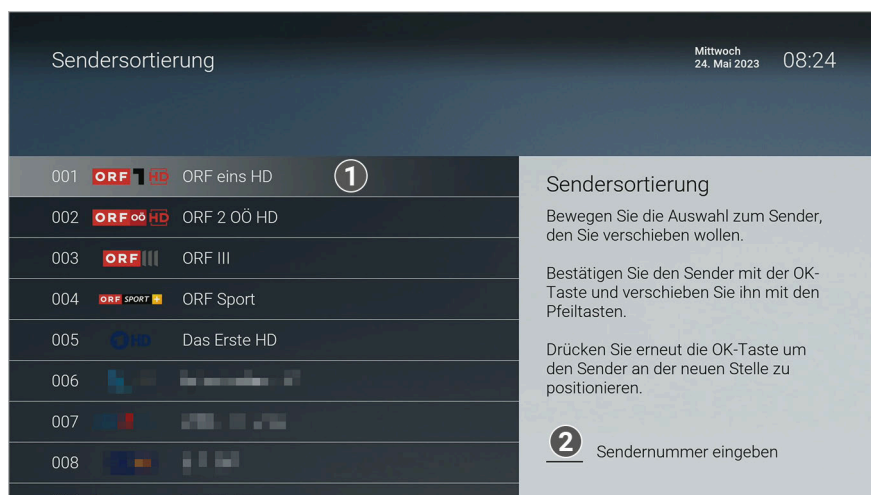 Sendersortierung
Mittwoch
24. Mai 2023
08:24
001 ORF 1 HD ORF eins HD
1
002 ORF OÖ HD ORF 2 OÖ HD
003 ORF III ORF III
004 ORF SPORT + ORF Sport
005 HD Das Erste HD
006
007
008
Sendersortierung
Bewegen Sie die Auswahl zum Sender,
den Sie verschieben wollen.
Bestätigen Sie den Sender mit der OK-
Taste und verschieben Sie ihn mit den
Pfeiltasten.
Drücken Sie erneut die OK-Taste um
den Sender an der neuen Stelle zu
positionieren.
2
Sendernummer eingeben